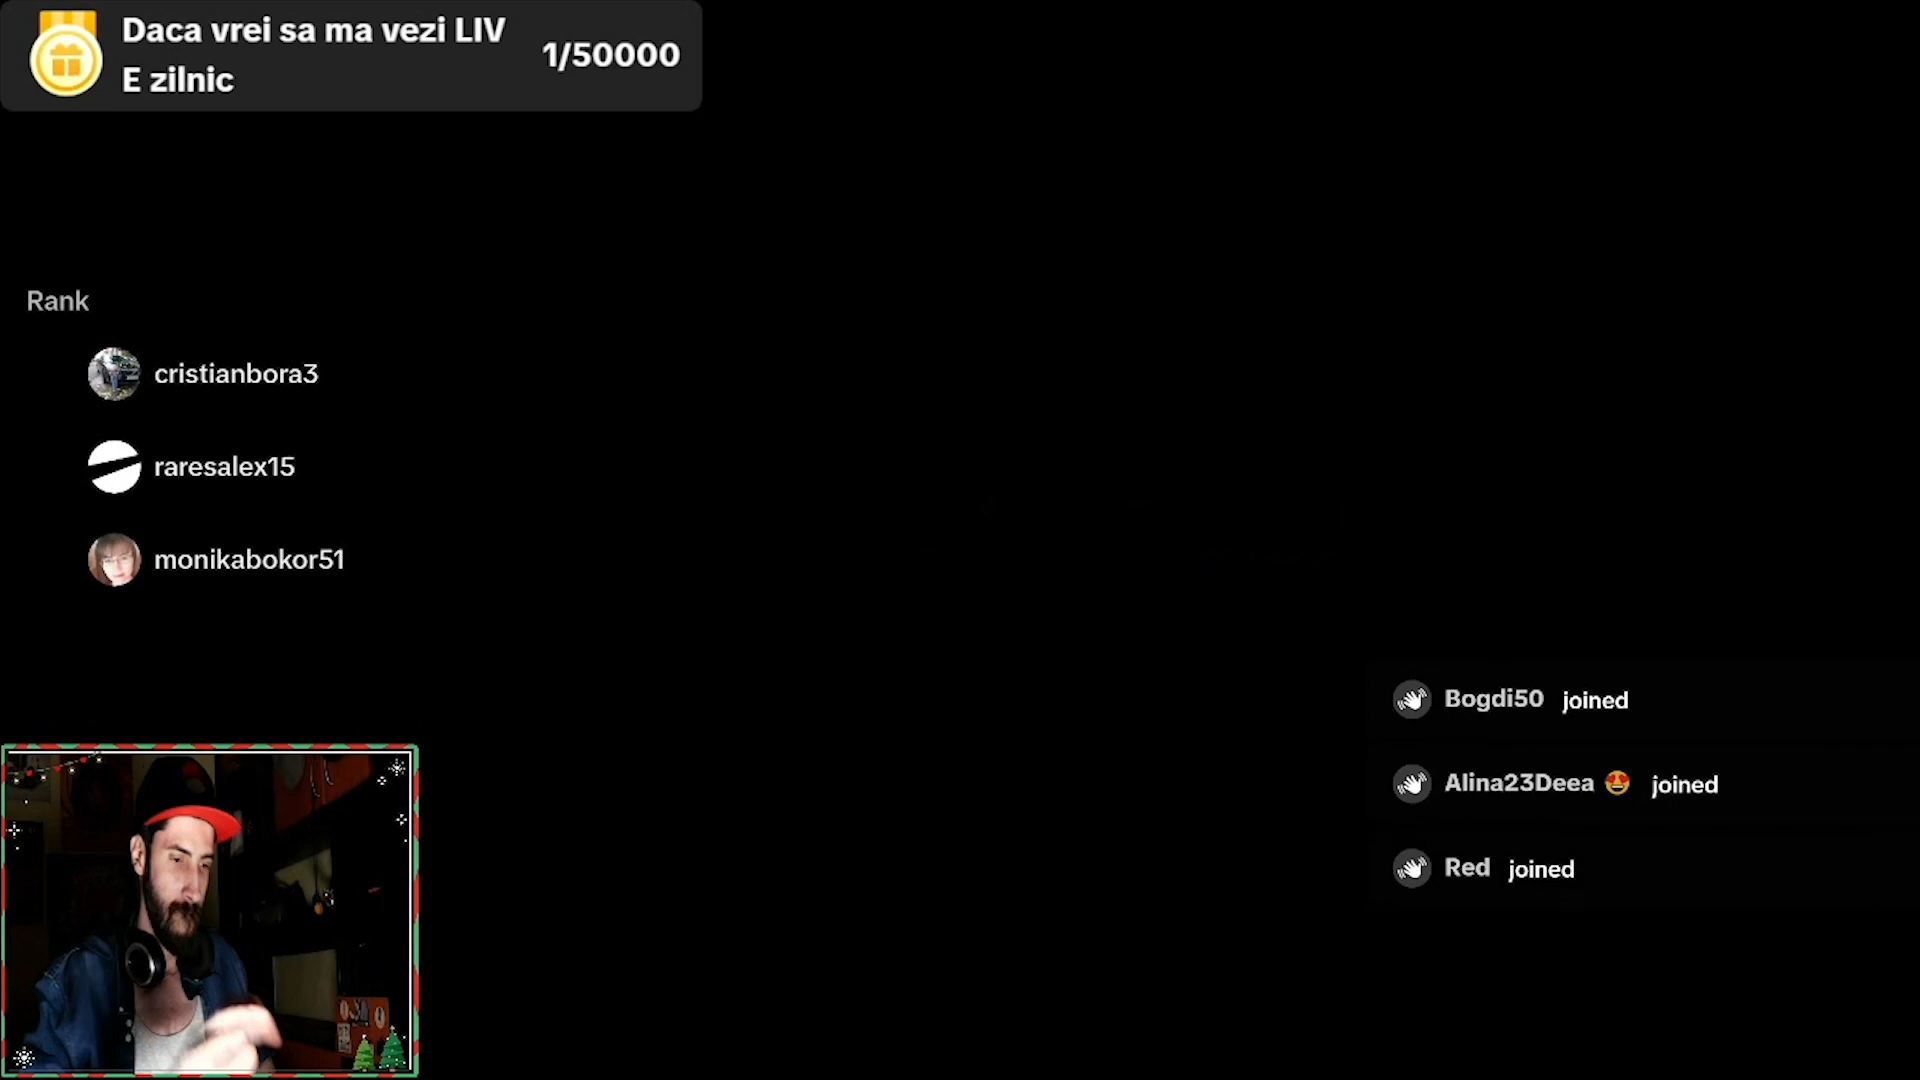 Daca vrei sa ma vezi LIV
E zilnic
1/50000
Rank
cristianbora3
raresalex15
monikabokor51
Bogdi50 joined
Alina23Deea 😍 joined
Red joined